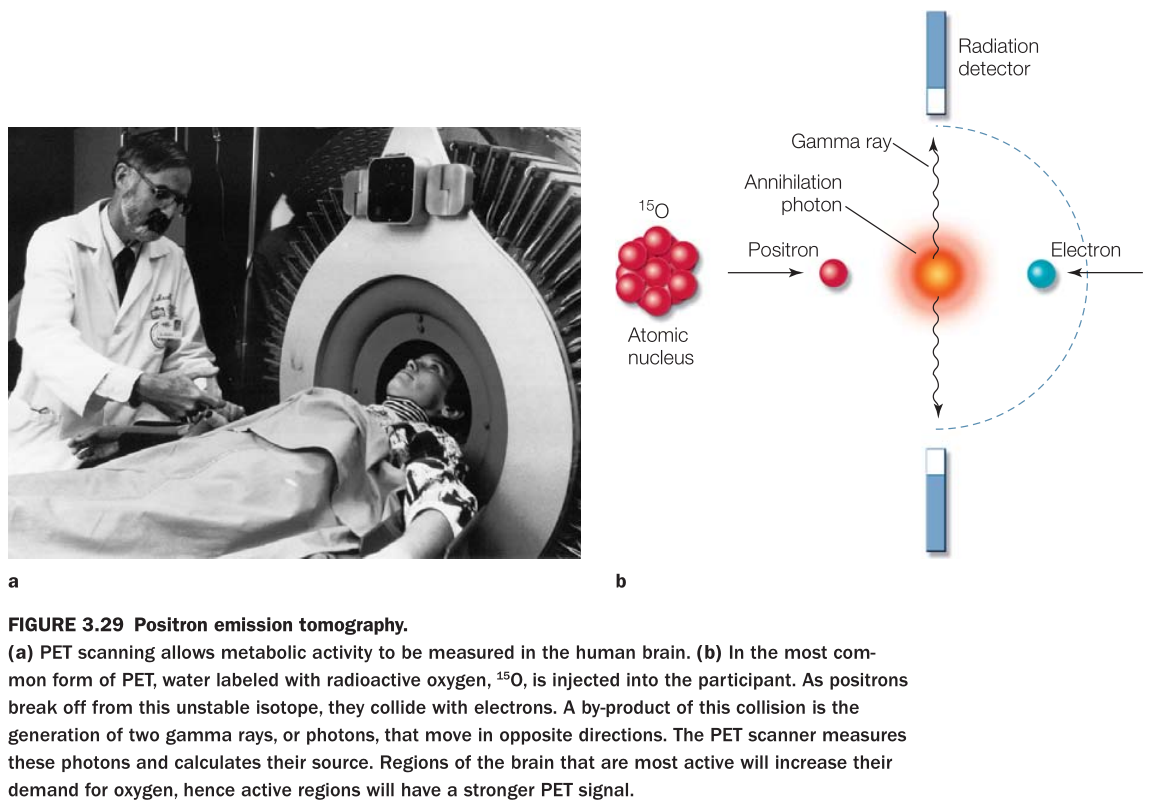 Radiation
detector
Gamma ray
Annihilation
photon
¹⁵O
Positron
Electron
Atomic
nucleus
a
b
FIGURE 3.29 Positron emission tomography.
(a) PET scanning allows metabolic activity to be measured in the human brain. (b) In the most com-
mon form of PET, water labeled with radioactive oxygen, ¹⁵O, is injected into the participant. As positrons
break off from this unstable isotope, they collide with electrons. A by-product of this collision is the
generation of two gamma rays, or photons, that move in opposite directions. The PET scanner measures
these photons and calculates their source. Regions of the brain that are most active will increase their
demand for oxygen, hence active regions will have a stronger PET signal.